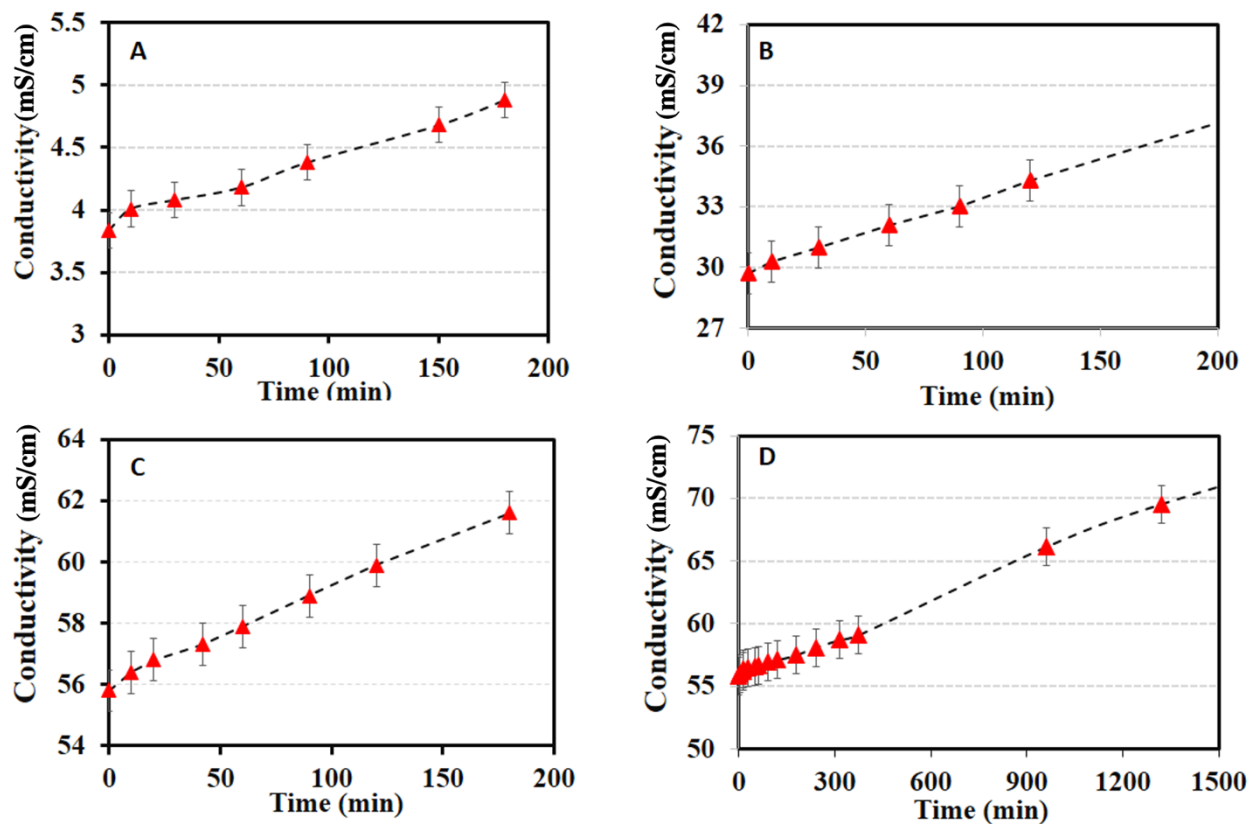 A
Conductivity (mS/cm)
5.5
5
4.5
4
3.5
3
0 50 100 150 200
Time (min)
B
Conductivity (mS/cm)
42
39
36
33
30
27
0 50 100 150 200
Time (min)
C
Conductivity (mS/cm)
64
62
60
58
56
54
0 50 100 150 200
Time (min)
D
Conductivity (mS/cm)
75
70
65
60
55
50
0 300 600 900 1200 1500
Time (min)